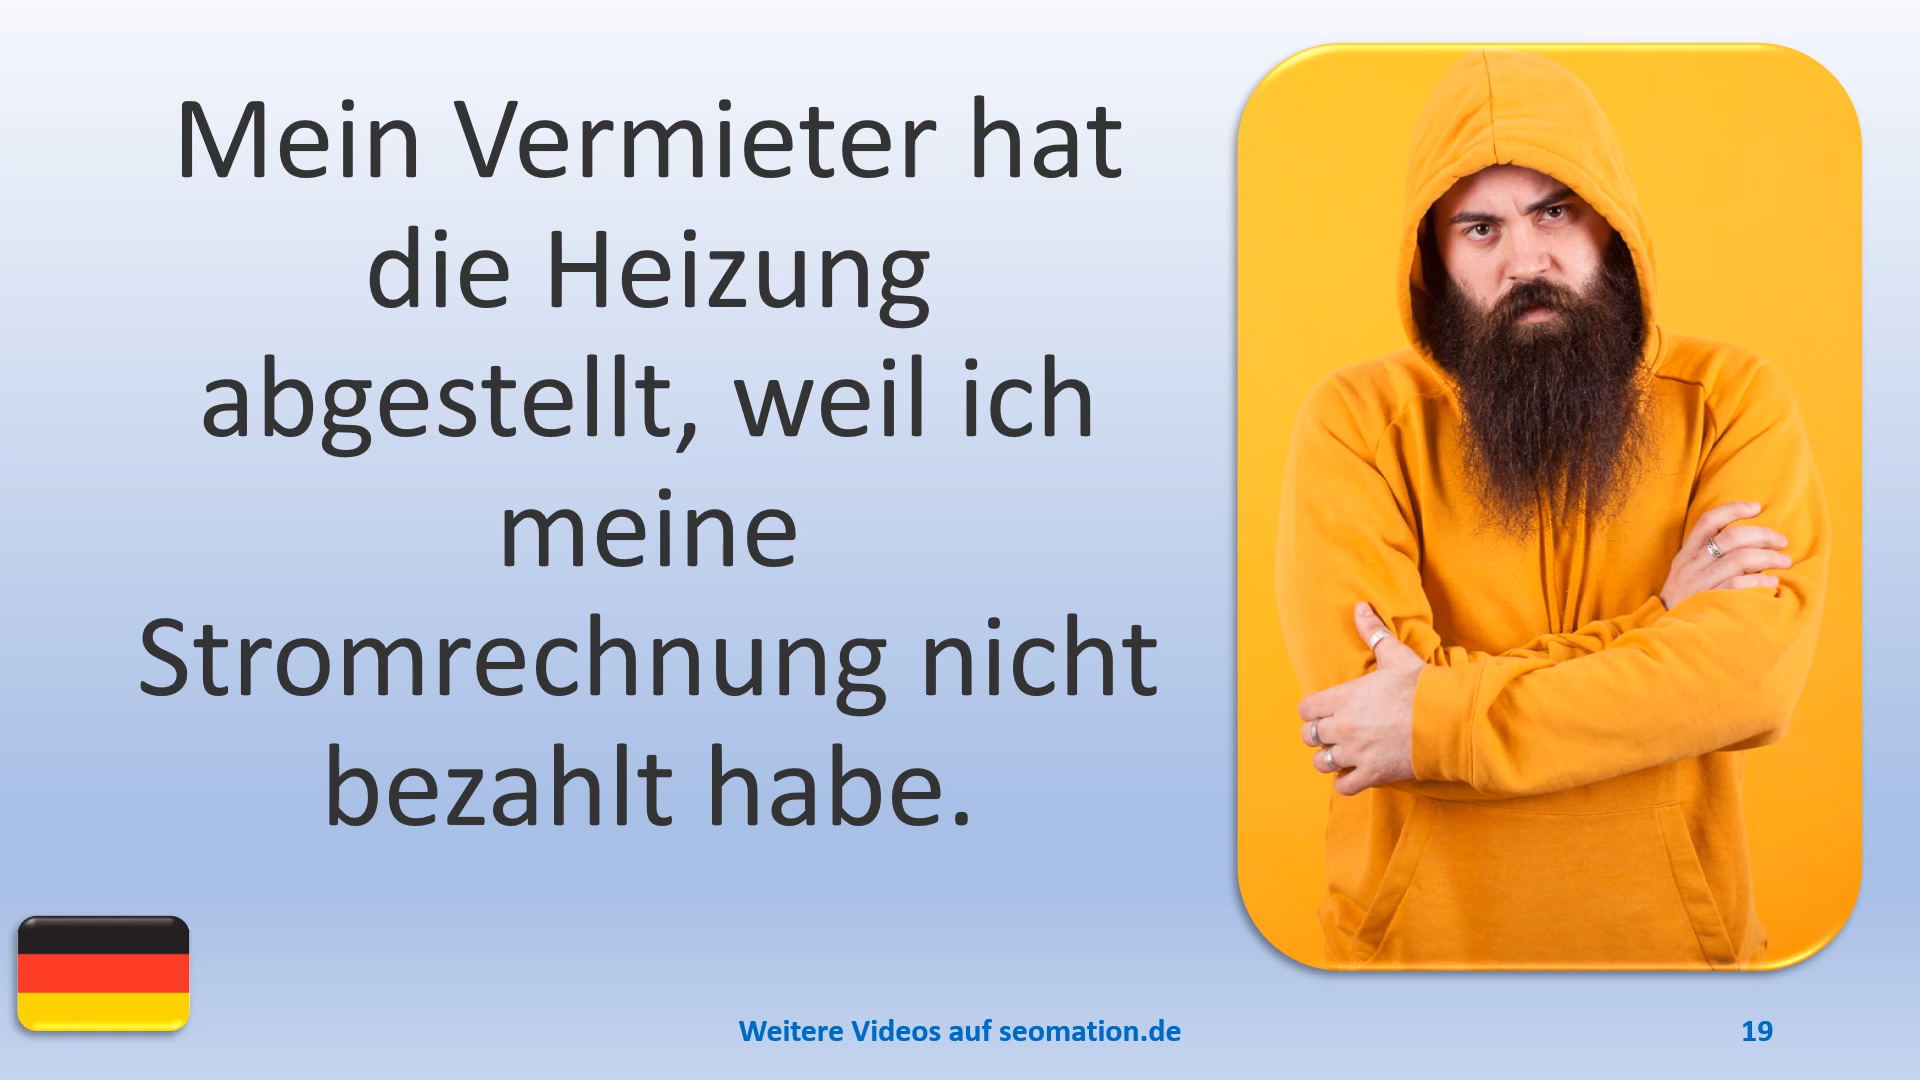 Mein Vermieter hat
die Heizung
abgestellt, weil ich
meine
Stromrechnung nicht
bezahlt habe.
Weitere Videos auf seomation.de
19